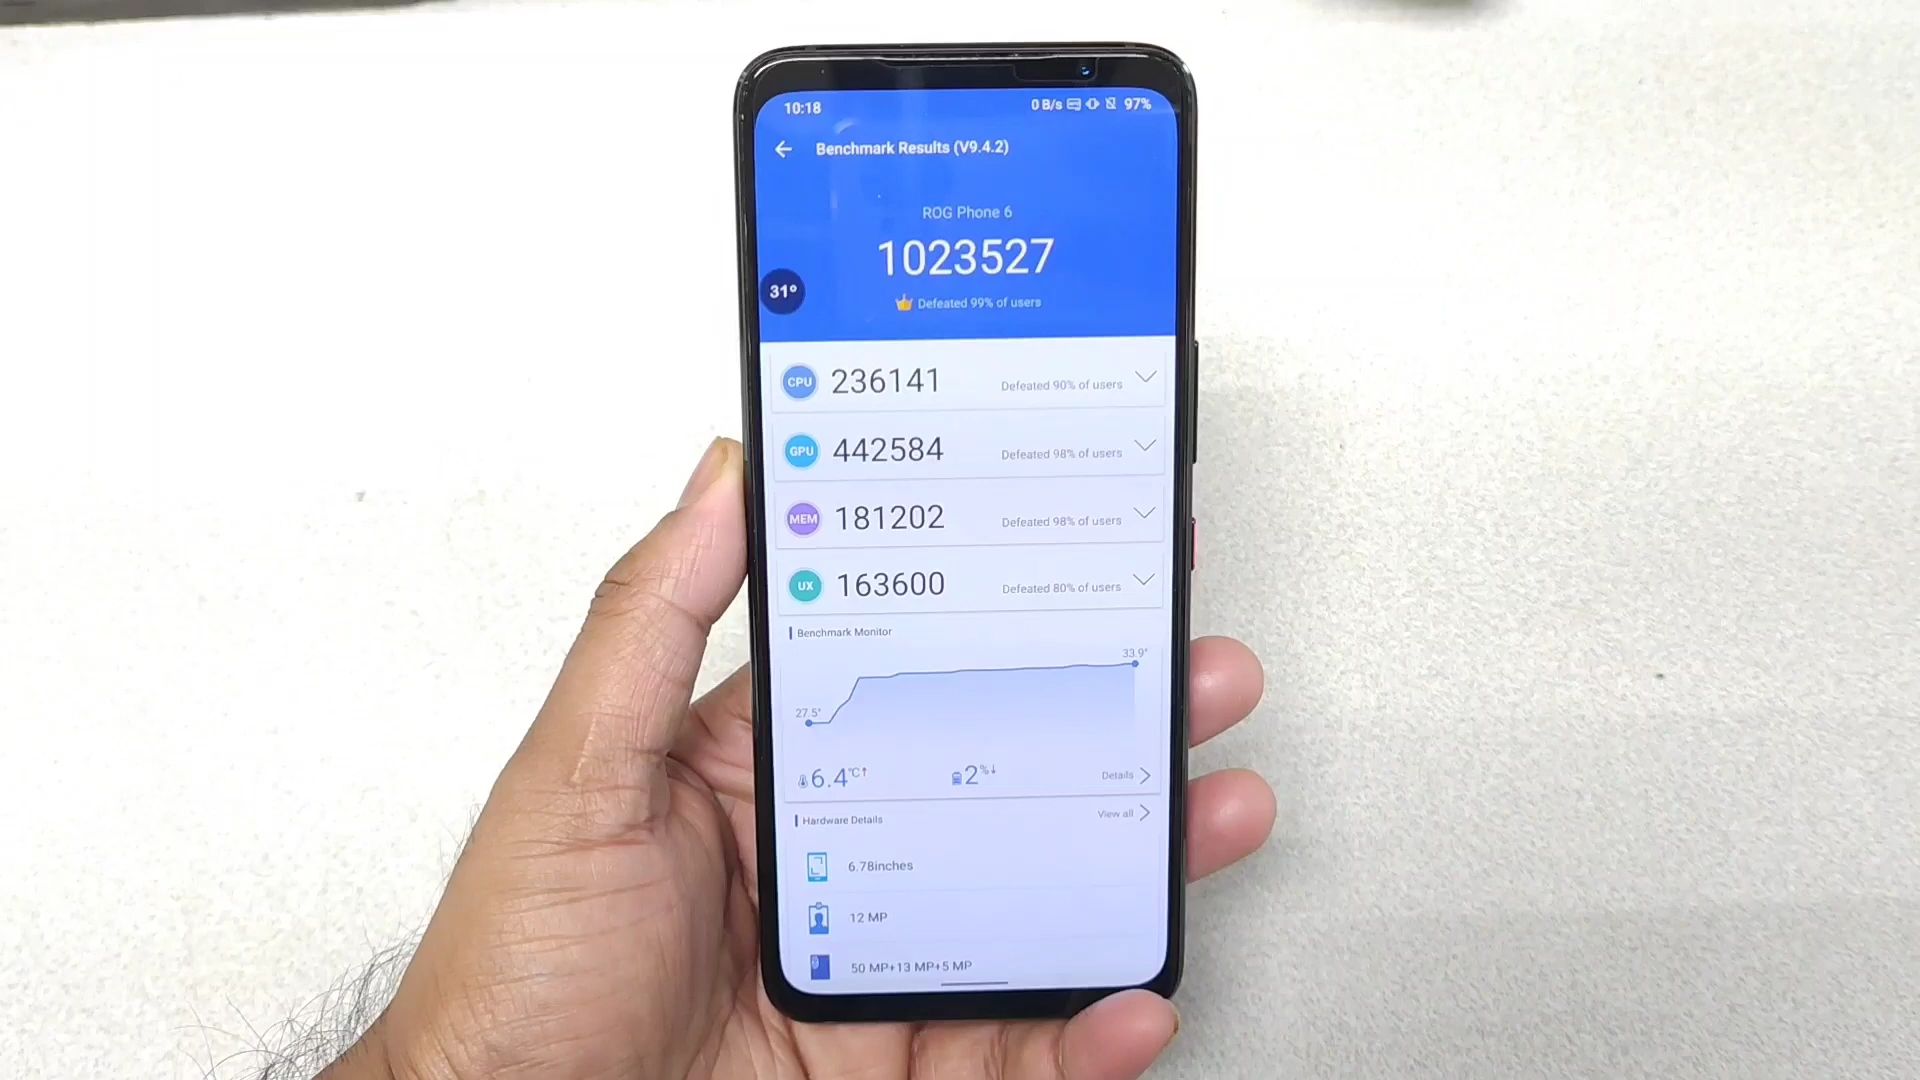 10:18 0 B/s 97%
Benchmark Results (V9.4.2)
ROG Phone 6
1023527
31°
Defeated 99% of users
CPU 236141 Defeated 90% of users
GPU 442584 Defeated 98% of users
MEM 181202 Defeated 98% of users
UX 163600 Defeated 80% of users
Benchmark Monitor
33.9°
27.5°
6.4°C↑ 2%↓ Details
Hardware Details View all
6.78inches
12 MP
50 MP+13 MP+5 MP